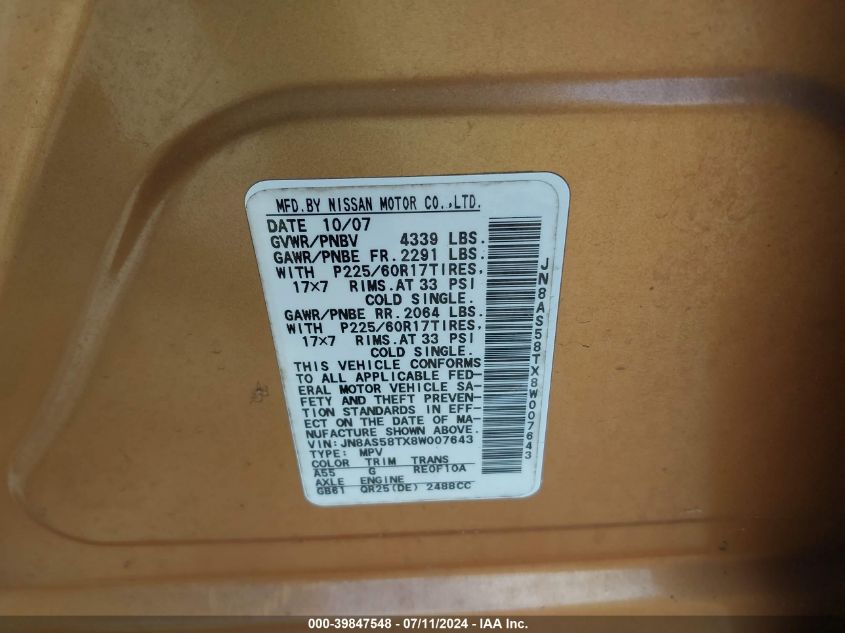 MFD.BY NISSAN MOTOR CO.,LTD.
DATE 10/07
GVWR/PNBV 4339 LBS.
GAWR/PNBE FR.2291 LBS.
WITH P225/60R17TIRES,
17×7 RIMS.AT 33 PSI
COLD SINGLE.
GAWR/PNBE RR.2064 LBS.
WITH P225/60R17TIRES,
17×7 RIMS.AT 33 PSI
COLD SINGLE.
THIS VEHICLE CONFORMS
TO ALL APPLICABLE FED-
ERAL MOTOR VEHICLE SA-
FETY AND THEFT PREVEN-
TION STANDARDS IN EFF-
ECT ON THE DATE OF MA-
NUFACTURE SHOWN ABOVE.
VIN:JN8AS58TX8W007643
TYPE: MPV
COLOR TRIM TRANS
A55 G RE0F10A
AXLE ENGINE
GB61 QR25(DE) 2488CC
JN8AS58TX8W007643
000-39847548 - 07/11/2024 - IAA Inc.